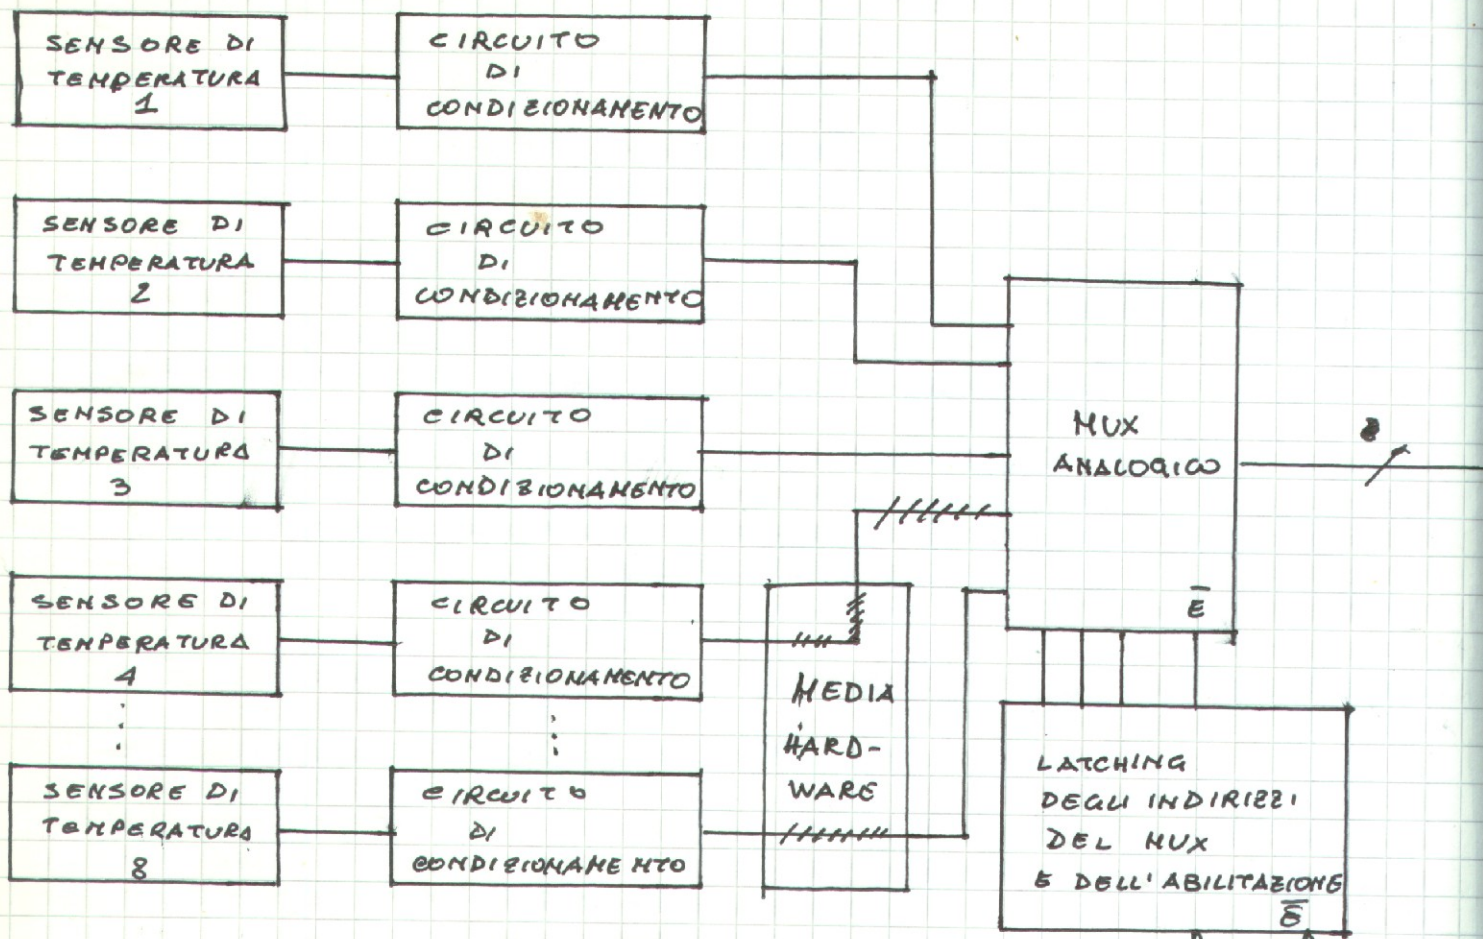 SENSORE DI
TEMPERATURA
1
CIRCUITO
DI
CONDIZIONAMENTO
SENSORE DI
TEMPERATURA
2
CIRCUITO
DI
CONDIZIONAMENTO
SENSORE DI
TEMPERATURA
3
CIRCUITO
DI
CONDIZIONAMENTO
MUX
ANALOGICO
E
SENSORE DI
TEMPERATURA
4
CIRCUITO
DI
CONDIZIONAMENTO
MEDIA
HARD-
WARE
SENSORE DI
TEMPERATURA
8
CIRCUITO
DI
CONDIZIONAMENTO
LATCHING
DEGLI INDIRIZZI
DEL MUX
E DELL'ABILITAZIONE
E